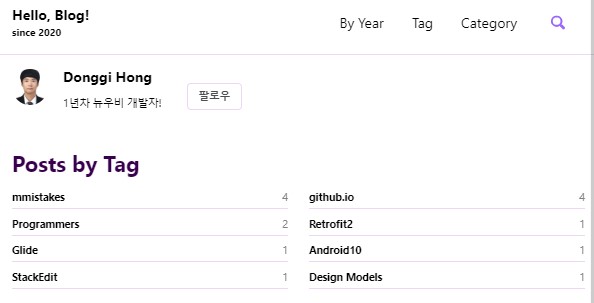 Hello, Blog!
since 2020
By Year Tag Category
Donggi Hong
1년차 뉴우비 개발자!
팔로우
Posts by Tag
mmistakes 4 github.io 4
Programmers 2 Retrofit2 1
Glide 1 Android10 1
StackEdit 1 Design Models 1